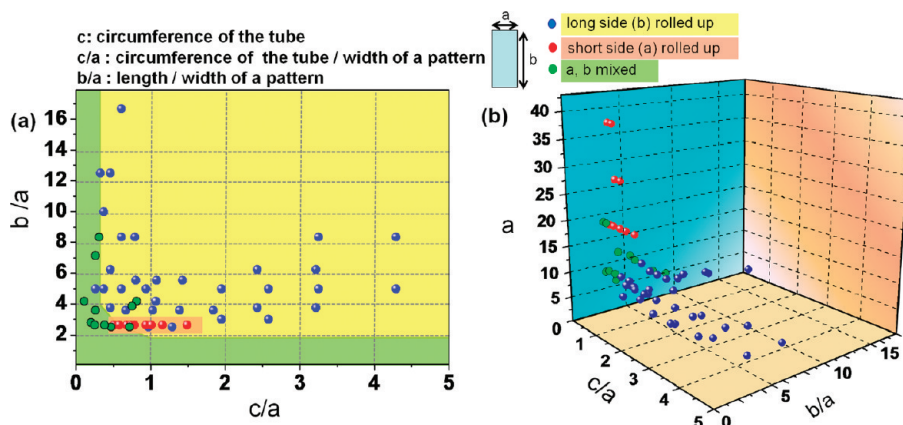 c: circumference of the tube
c/a : circumference of the tube / width of a pattern
b/a : length / width of a pattern
(a)
b/a
16
14
12
10
8
6
4
2
0
1
2
3
4
5
c/a
a
b
long side (b) rolled up
short side (a) rolled up
a, b mixed
(b)
a
40
35
30
25
20
15
10
5
0
1
2
3
4
5
c/a
0
5
10
15
b/a